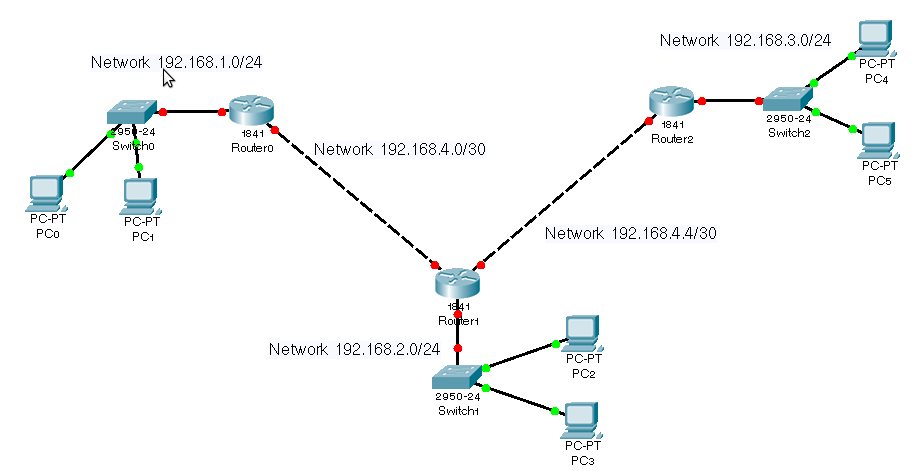 Network 192.168.1.0/24
2950-24
Switch0
1841
Router0
PC-PT
PC0
PC-PT
PC1
Network 192.168.4.0/30
Network 192.168.3.0/24
1841
Router2
2950-24
Switch2
PC-PT
PC4
PC-PT
PC5
Network 192.168.4.4/30
1841
Router1
Network 192.168.2.0/24
2950-24
Switch1
PC-PT
PC2
PC-PT
PC3